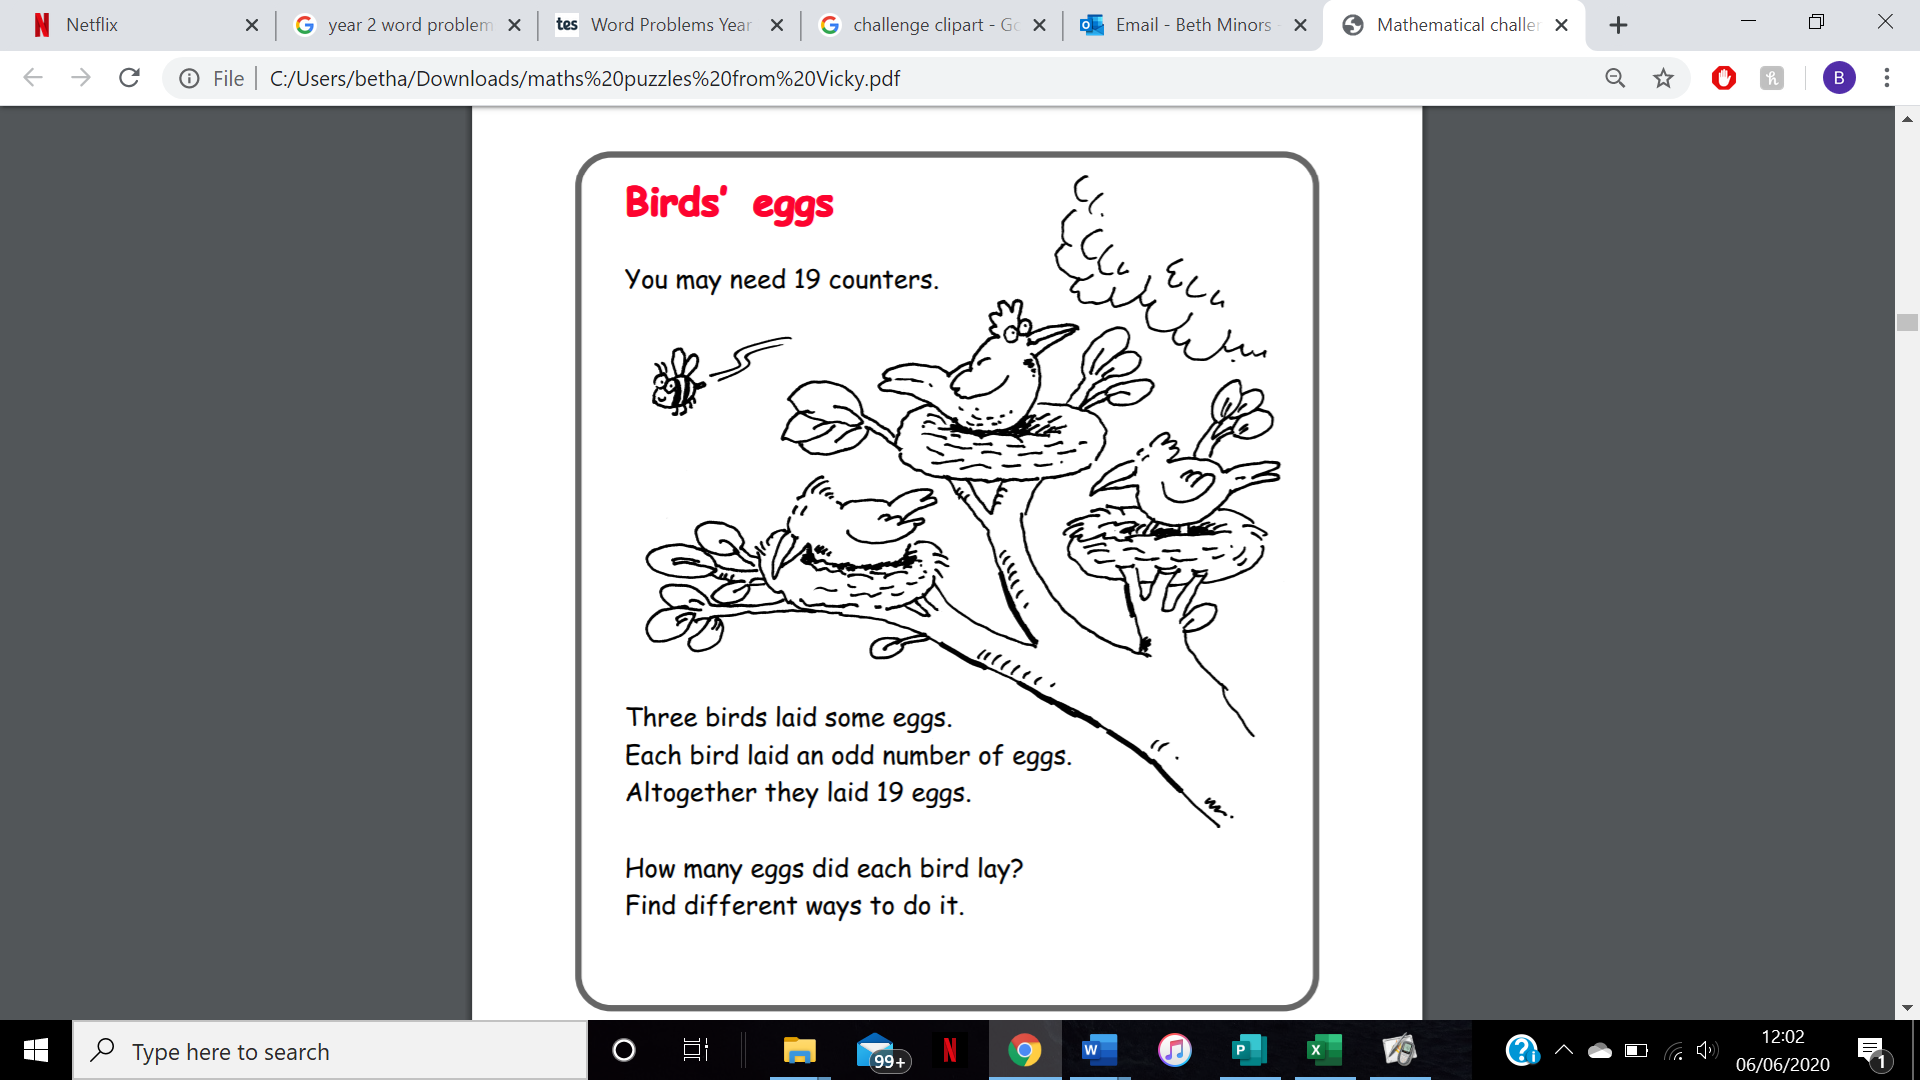 Netflix
year 2 word problem
tes Word Problems Year
challenge clipart - Go
Email - Beth Minors -
Mathematical challen
File
C:/Users/betha/Downloads/maths%20puzzles%20from%20Vicky.pdf
B
Birds' eggs
You may need 19 counters.
Three birds laid some eggs.
Each bird laid an odd number of eggs.
Altogether they laid 19 eggs.
How many eggs did each bird lay?
Find different ways to do it.
Type here to search
99+
12:02
06/06/2020
1